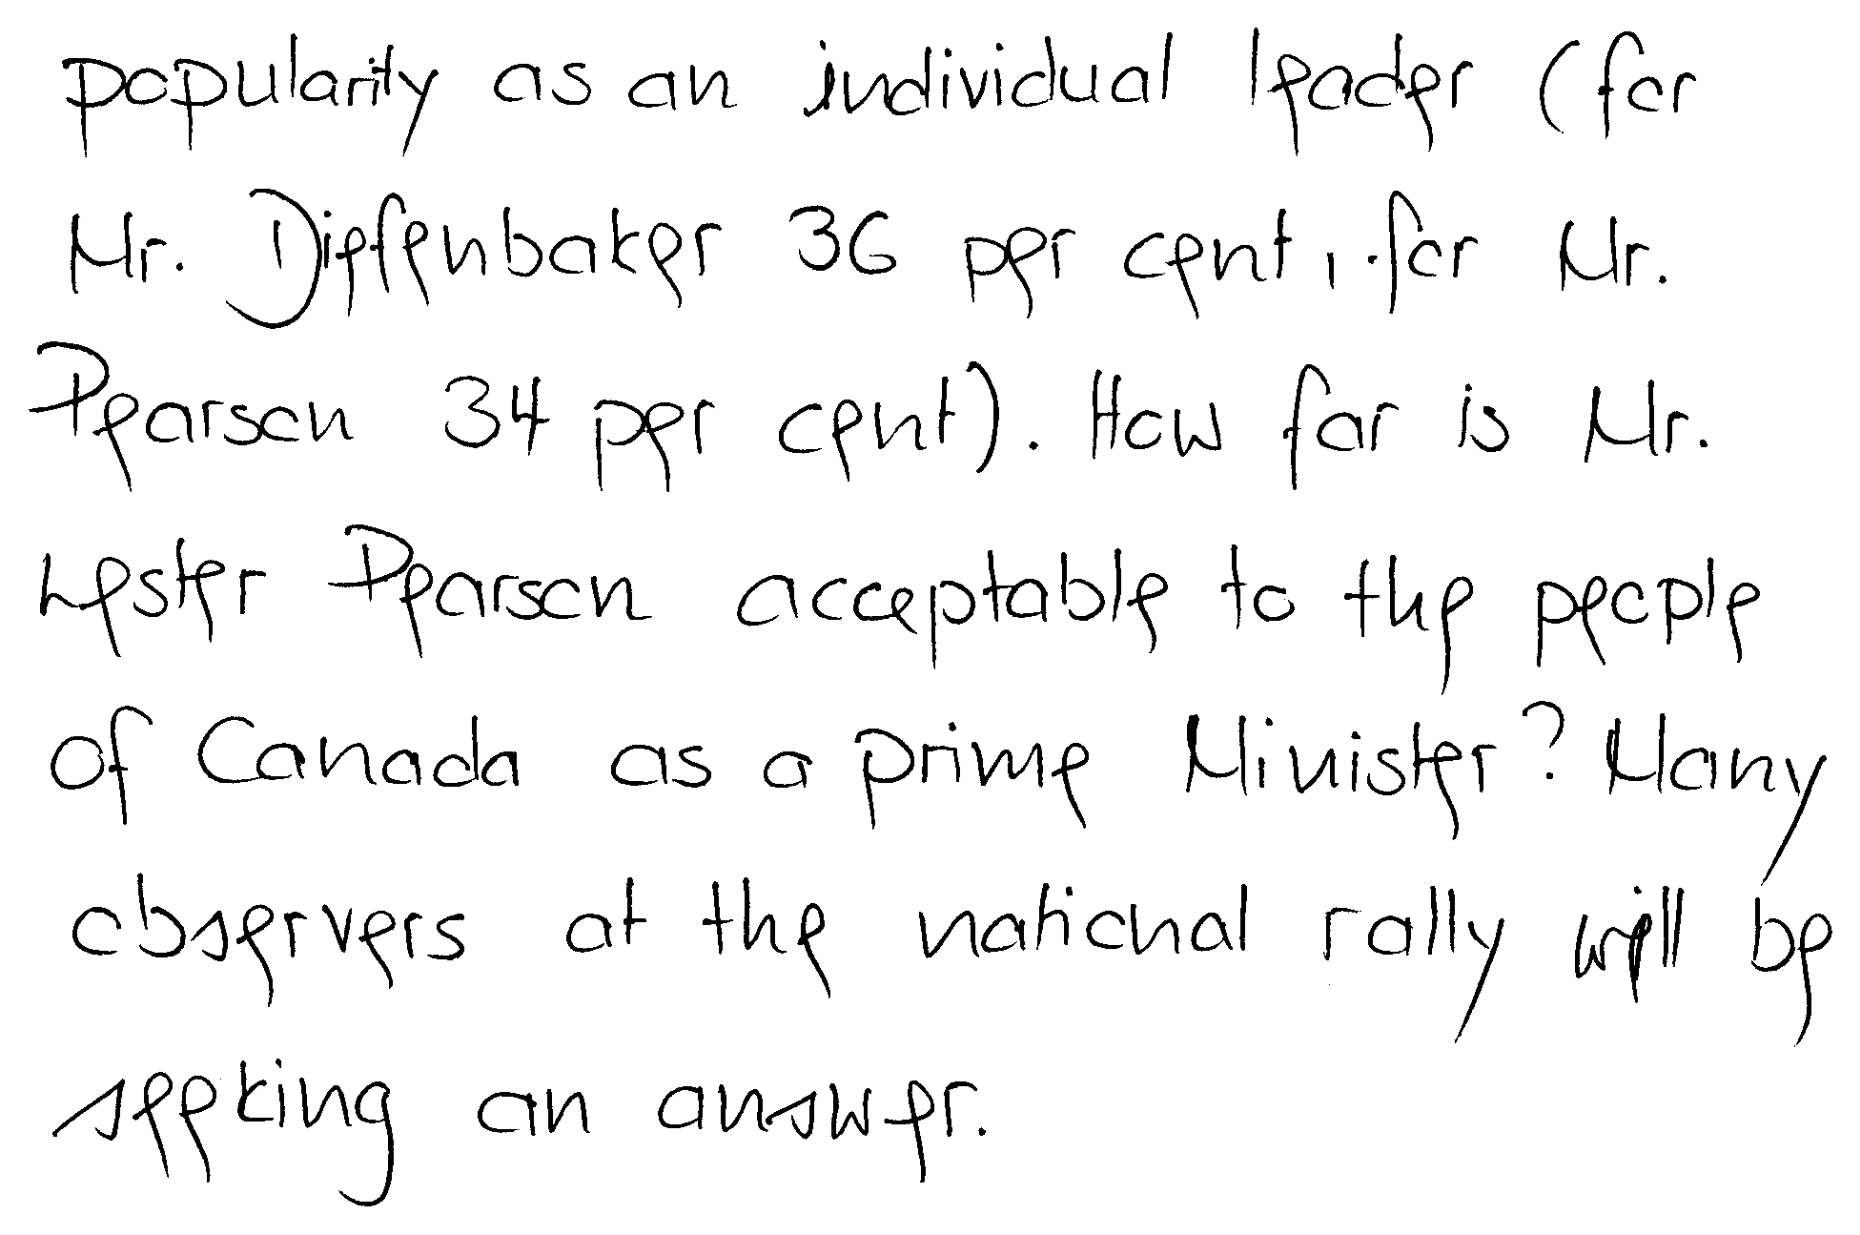 popularity as an individual leader (for
Mr. Diefenbaker 36 per cent, for Mr.
Pearson 34 per cent). How far is Mr.
Lester Pearson acceptable to the people
of Canada as a prime Minister? Many
observers at the national rally will be
seeking an answer.